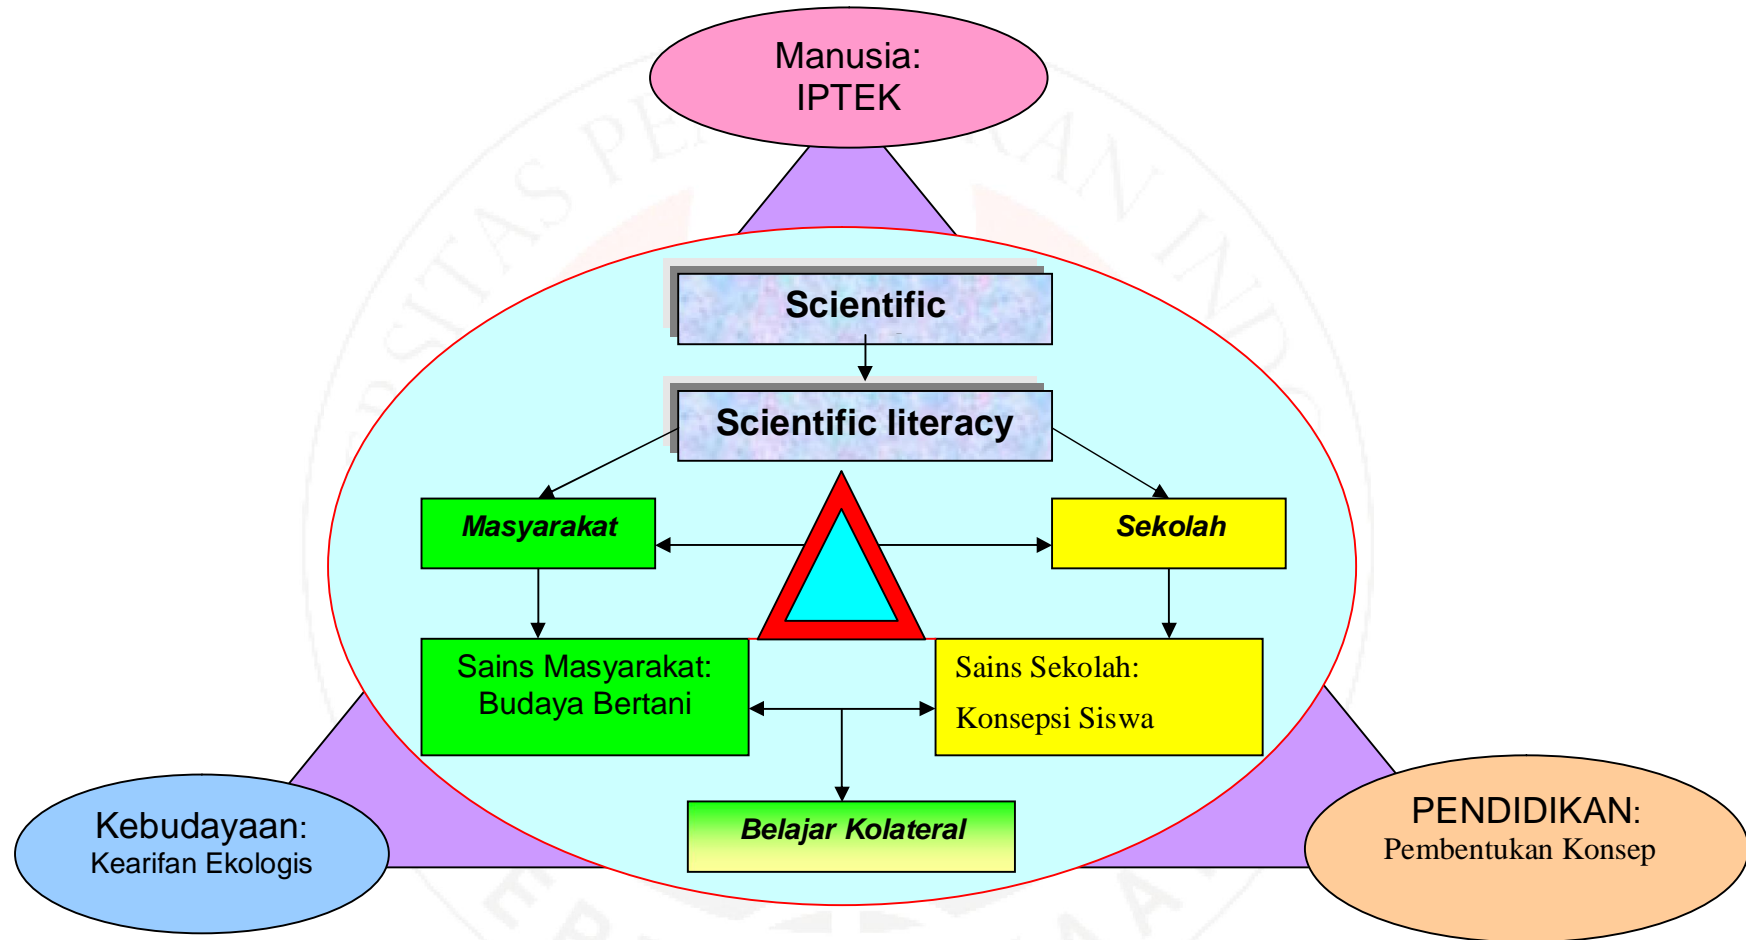 Manusia:
IPTEK
Scientific
Scientific literacy
Masyarakat
Sekolah
Sains Masyarakat:
Budaya Bertani
Sains Sekolah:
Konsepsi Siswa
Belajar Kolateral
Kebudayaan:
Kearifan Ekologis
PENDIDIKAN:
Pembentukan Konsep